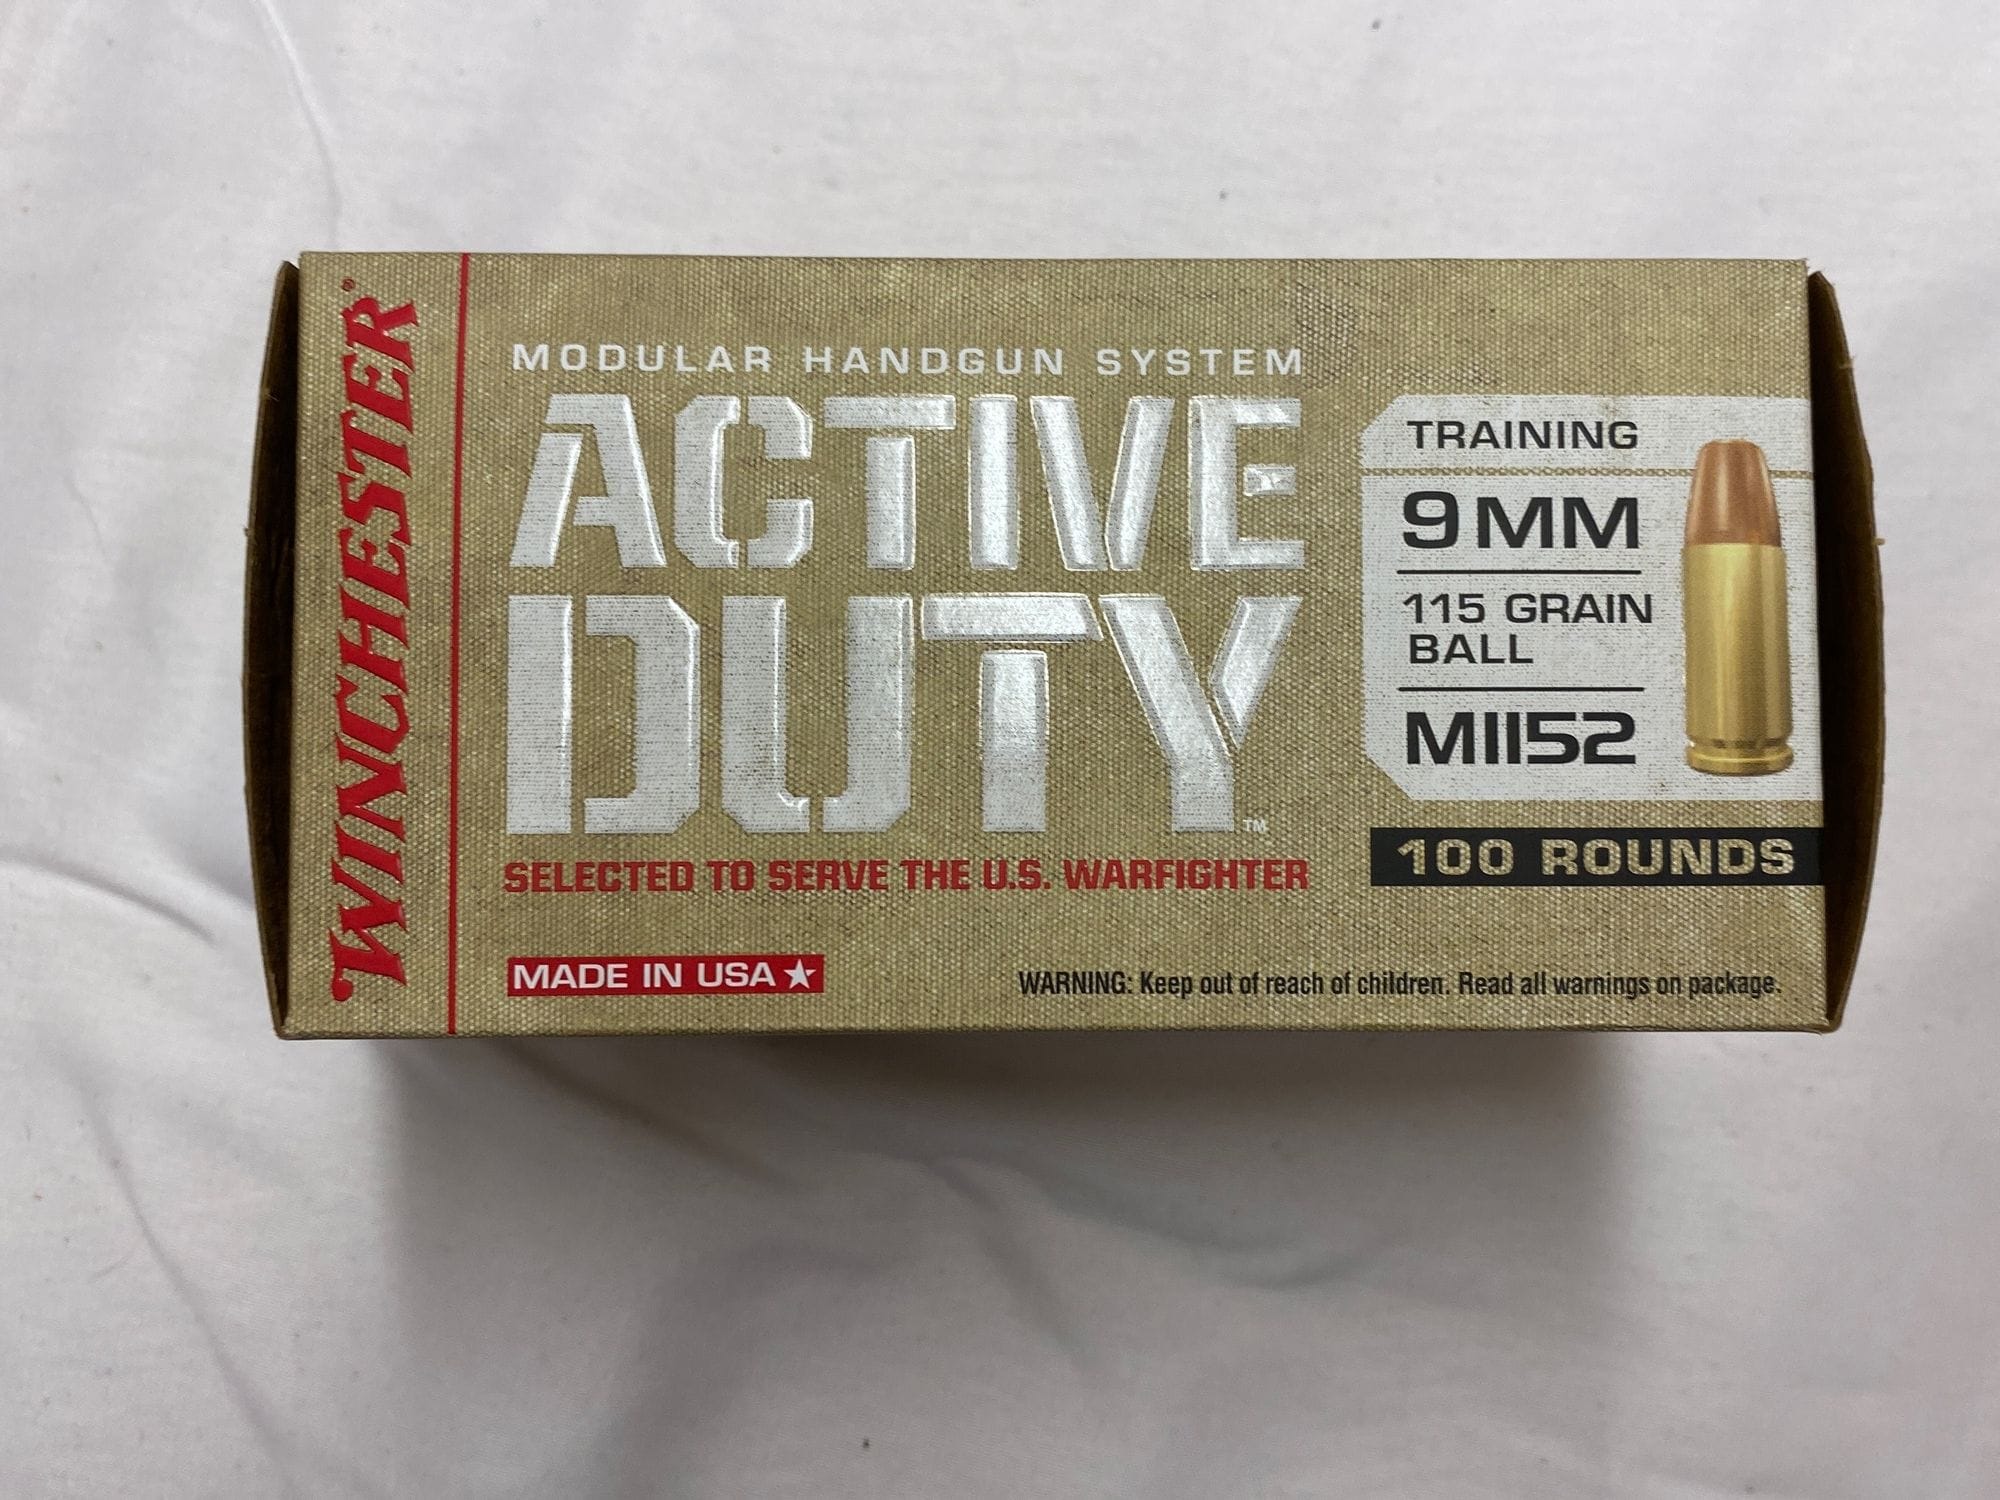 WINCHESTER®
MODULAR HANDGUN SYSTEM
ACTIVE
DUTY™
SELECTED TO SERVE THE U.S. WARFIGHTER
MADE IN USA
TRAINING
9MM
115 GRAIN
BALL
M1152
100 ROUNDS
WARNING: Keep out of reach of children. Read all warnings on package.